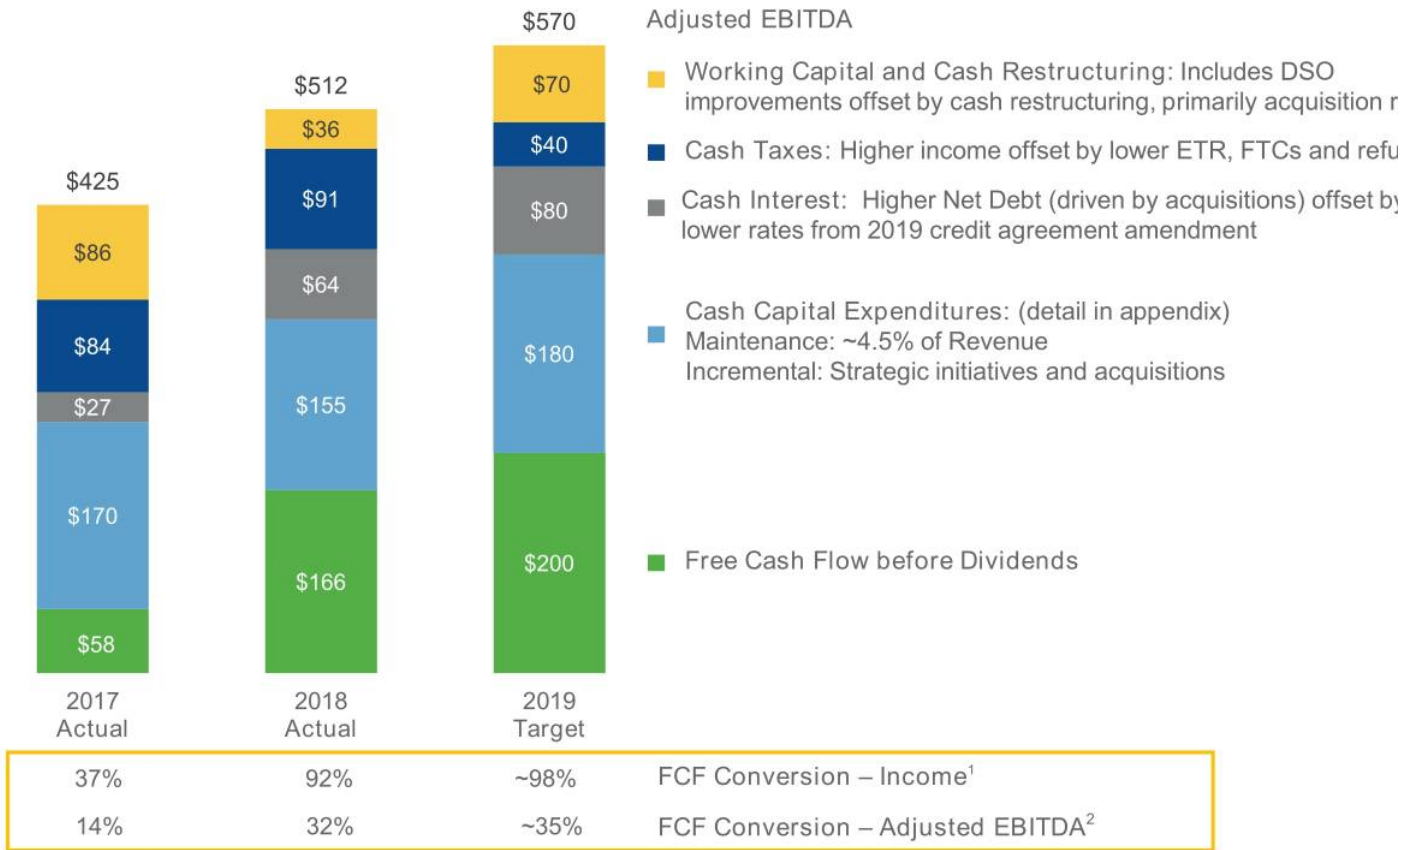 $570
Adjusted EBITDA
$512
$425
Working Capital and Cash Restructuring: Includes DSO
improvements offset by cash restructuring, primarily acquisition
Cash Taxes: Higher income offset by lower ETR, FTCs and
Cash Interest: Higher Net Debt (driven by acquisitions) offset by
lower rates from 2019 credit agreement amendment
Cash Capital Expenditures: (detail in appendix)
Maintenance: ~4.5% of Revenue
Incremental: Strategic initiatives and acquisitions
Free Cash Flow before Dividends
$86
$84
$27
$170
$58
2017
Actual
$36
$91
$64
$155
$166
2018
Actual
$70
$40
$80
$180
$200
2019
Target
37% 92% ~98% FCF Conversion – Income¹
14% 32% ~35% FCF Conversion – Adjusted EBITDA²